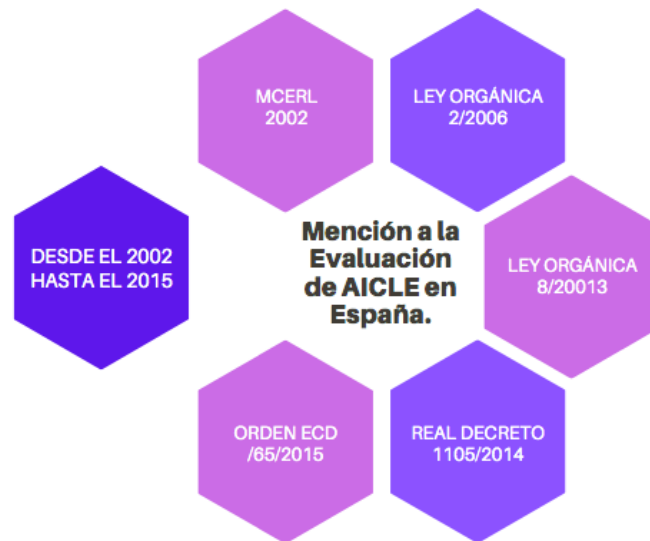 MCERL
2002
LEY ORGÁNICA
2/2006
DESDE EL 2002
HASTA EL 2015
Mención a la
Evaluación
de AICLE en
España.
LEY ORGÁNICA
8/20013
ORDEN ECD
/65/2015
REAL DECRETO
1105/2014